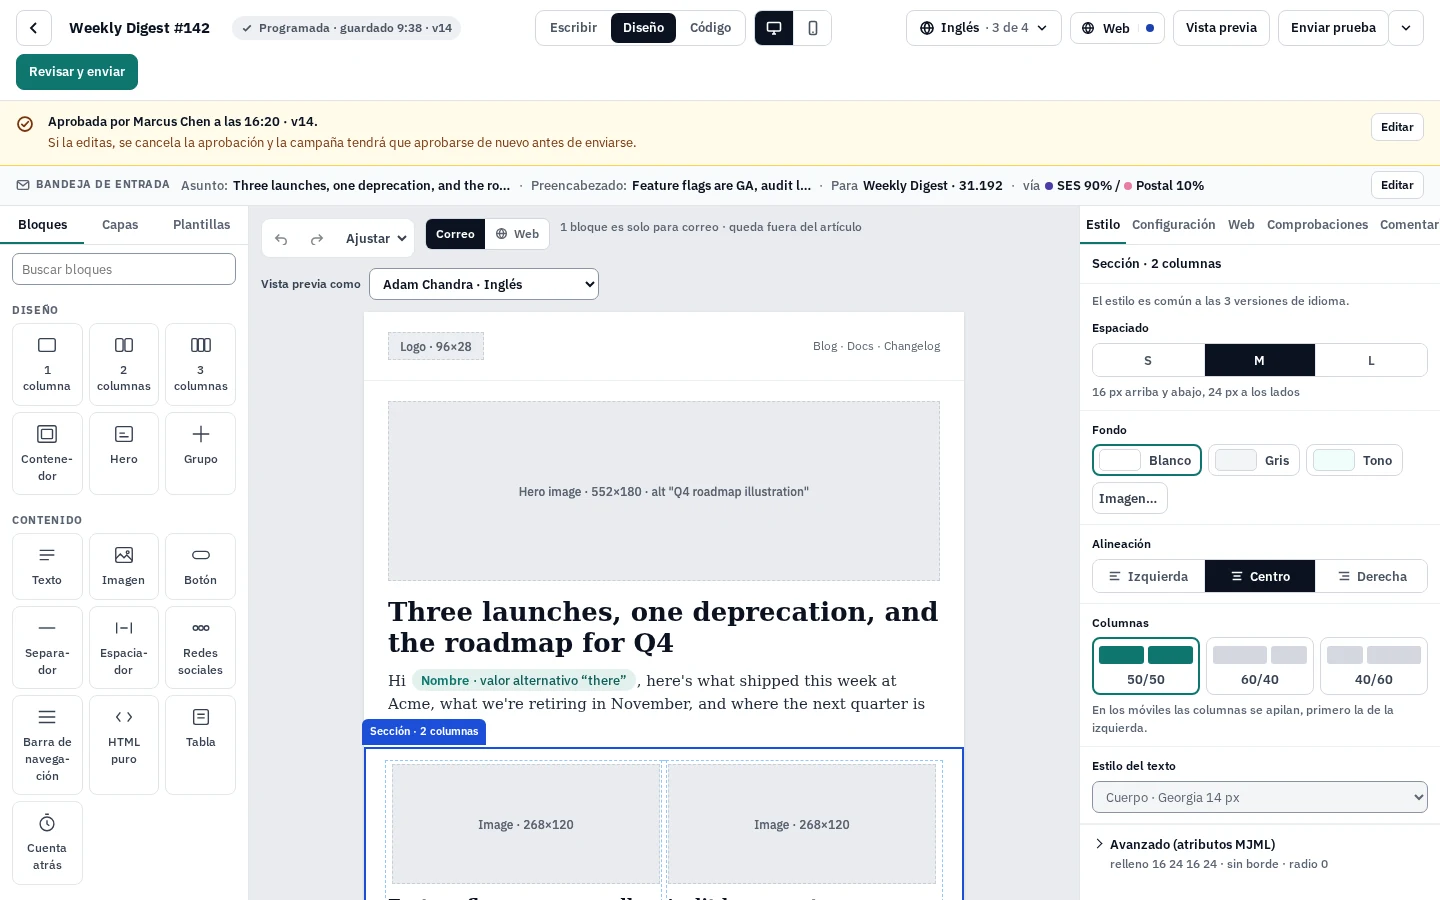 Weekly Digest #142
Programada · guardado 9:38 · v14
Escribir
Diseño
Código
Inglés · 3 de 4
Web
Vista previa
Enviar prueba
Revisar y enviar
Aprobada por Marcus Chen a las 16:20 · v14.
Si la editas, se cancela la aprobación y la campaña tendrá que aprobarse de nuevo antes de enviarse.
Editar
BANDEJA DE ENTRADA
Asunto: Three launches, one deprecation, and the ro… · Preencabezado: Feature flags are GA, audit l… · Para Weekly Digest · 31.192 · vía SES 90% / Postal 10%
Editar
Bloques
Capas
Plantillas
Buscar bloques
DISEÑO
1
columna
2
columnas
3
columnas
Contene-
dor
Hero
Grupo
CONTENIDO
Texto
Imagen
Botón
Separa-
dor
Espacia-
dor
Redes
sociales
Barra de
navega-
ción
HTML
puro
Tabla
Cuenta
atrás
Ajustar
Correo
Web
1 bloque es solo para correo · queda fuera del artículo
Vista previa como
Adam Chandra · Inglés
Logo · 96×28
Blog · Docs · Changelog
Hero image · 552×180 · alt "Q4 roadmap illustration"
Three launches, one deprecation, and
the roadmap for Q4
Hi Nombre · valor alternativo “there” , here's what shipped this week at
Acme, what we're retiring in November, and where the next quarter is
Sección · 2 columnas
Image · 268×120
Image · 268×120
Estilo
Configuración
Web
Comprobaciones
Comentar
Sección · 2 columnas
El estilo es común a las 3 versiones de idioma.
Espaciado
S
M
L
16 px arriba y abajo, 24 px a los lados
Fondo
Blanco
Gris
Tono
Imagen…
Alineación
Izquierda
Centro
Derecha
Columnas
50/50
60/40
40/60
En los móviles las columnas se apilan, primero la de la
izquierda.
Estilo del texto
Cuerpo · Georgia 14 px
Avanzado (atributos MJML)
relleno 16 24 16 24 · sin borde · radio 0